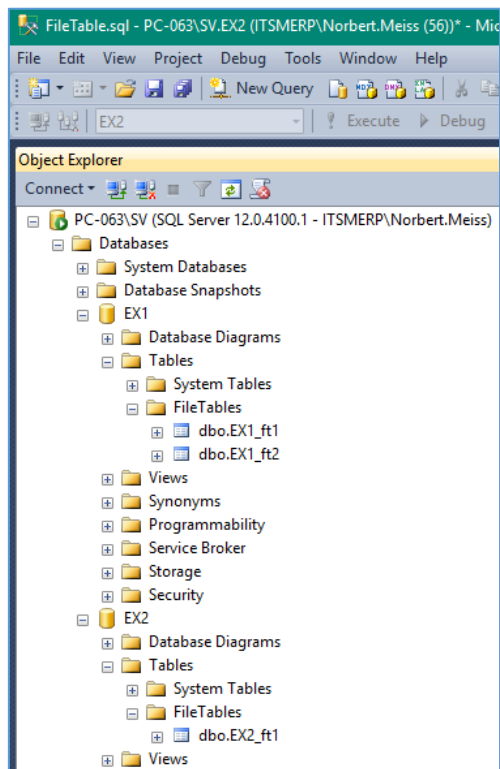 FileTable.sql - PC-063\SV.EX2 (ITSMERP\Norbert.Meiss (56))* - Mic
File Edit View Project Debug Tools Window Help
New Query
EX2 Execute Debug
Object Explorer
Connect
PC-063\SV (SQL Server 12.0.4100.1 - ITSMERP\Norbert.Meiss)
Databases
System Databases
Database Snapshots
EX1
Database Diagrams
Tables
System Tables
FileTables
dbo.EX1_ft1
dbo.EX1_ft2
Views
Synonyms
Programmability
Service Broker
Storage
Security
EX2
Database Diagrams
Tables
System Tables
FileTables
dbo.EX2_ft1
Views